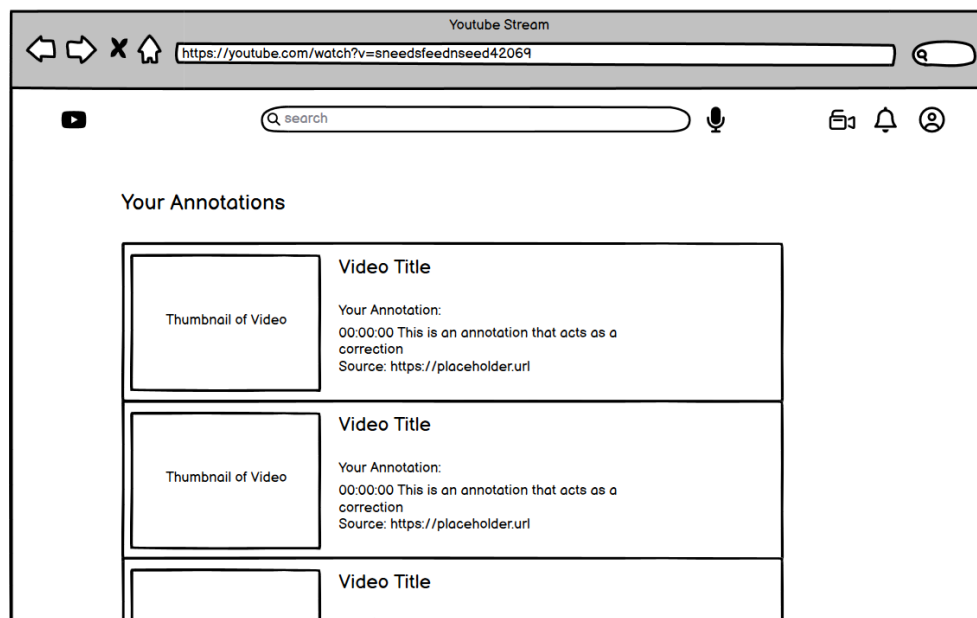 Youtube Stream
https://youtube.com/watch?v=sneedsfeednseed42069
search
Your Annotations
Video Title
Thumbnail of Video
Your Annotation:
00:00:00 This is an annotation that acts as a
correction
Source: https://placeholder.url
Video Title
Thumbnail of Video
Your Annotation:
00:00:00 This is an annotation that acts as a
correction
Source: https://placeholder.url
Video Title